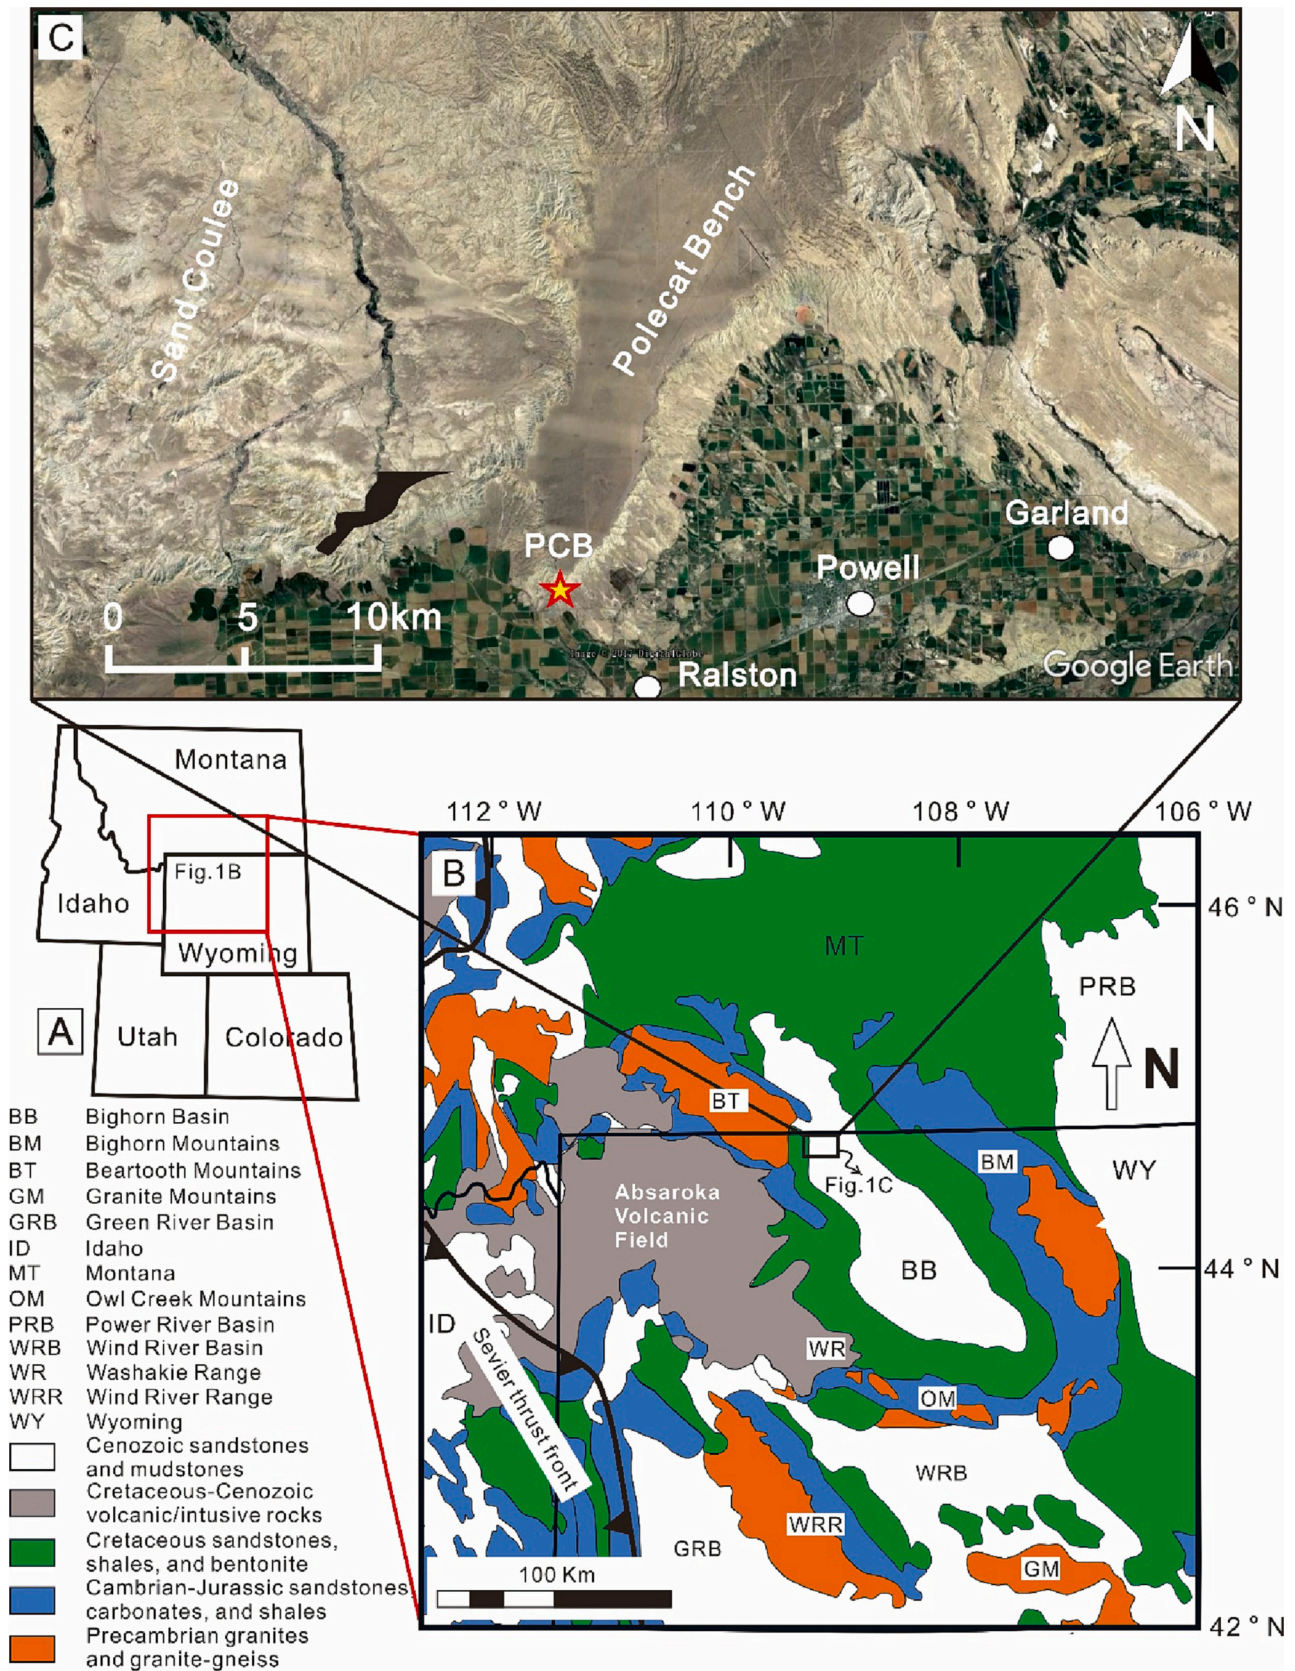 C
N
Sand Coulee
Polecat Bench
PCB
Garland
Powell
Ralston
0 5 10km
Image © 2017 DigitalGlobe
Google Earth
Montana
Fig.1B
Idaho
Wyoming
A
Utah
Colorado
112 ° W 110 ° W 108 ° W 106 ° W
B
46 ° N
MT
PRB
N
BT
BM
WY
Fig.1C
Absaroka
Volcanic
Field
BB
44 ° N
ID
Sevier thrust front
WR
OM
WRB
WRR
GRB
GM
100 Km
42 ° N
BB Bighorn Basin
BM Bighorn Mountains
BT Beartooth Mountains
GM Granite Mountains
GRB Green River Basin
ID Idaho
MT Montana
OM Owl Creek Mountains
PRB Power River Basin
WRB Wind River Basin
WR Washakie Range
WRR Wind River Range
WY Wyoming
Cenozoic sandstones
and mudstones
Cretaceous-Cenozoic
volcanic/intusive rocks
Cretaceous sandstones,
shales, and bentonite
Cambrian-Jurassic sandstones
carbonates, and shales
Precambrian granites
and granite-gneiss